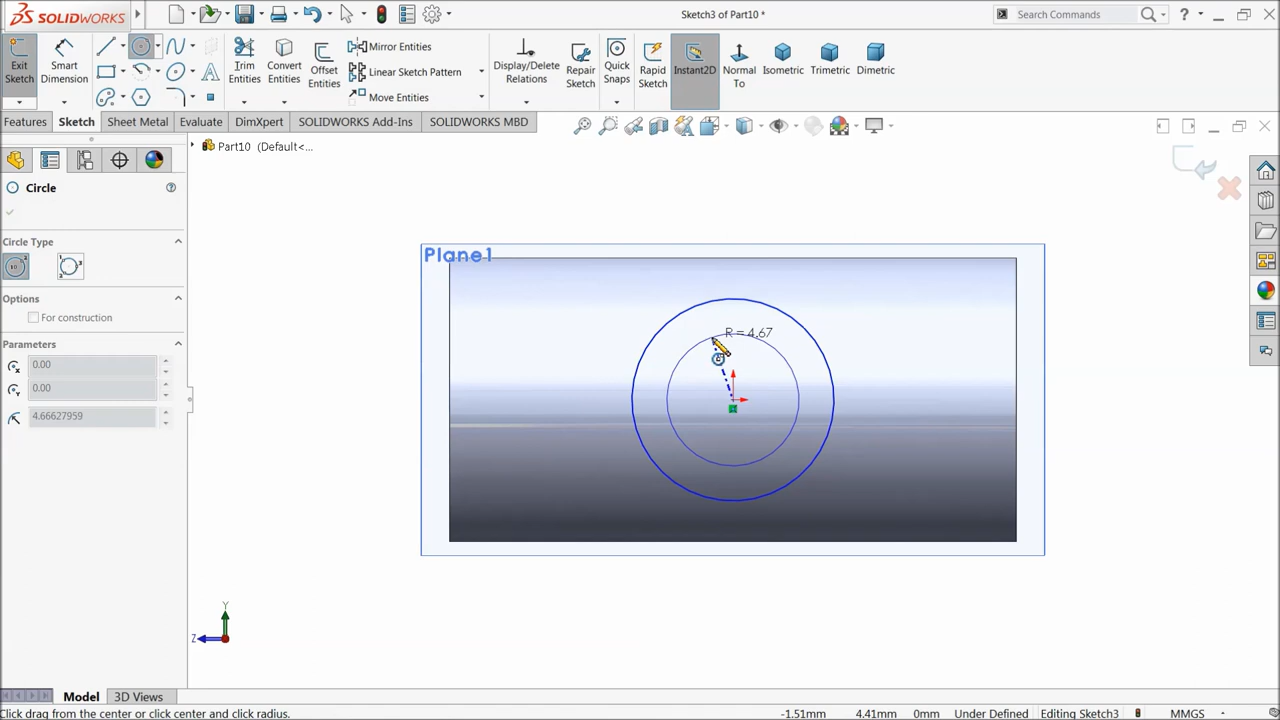 SOLIDWORKS
Sketch3 of Part10 *
Search Commands
?
Exit Sketch
Smart Dimension
Trim Entities
Convert Entities
Offset Entities
Mirror Entities
Linear Sketch Pattern
Move Entities
Display/Delete Relations
Repair Sketch
Quick Snaps
Rapid Sketch
Instant2D
Normal To
Isometric
Trimetric
Dimetric
Features
Sketch
Sheet Metal
Evaluate
DimXpert
SOLIDWORKS Add-Ins
SOLIDWORKS MBD
Part10 (Default<...
Circle
Circle Type
Options
For construction
Parameters
0.00
0.00
4.66627959
Plane1
R = 4.67
Y
Z
Model
3D Views
Click drag from the center or click center and click radius.
-1.51mm
4.41mm
0mm
Under Defined
Editing Sketch3
MMGS